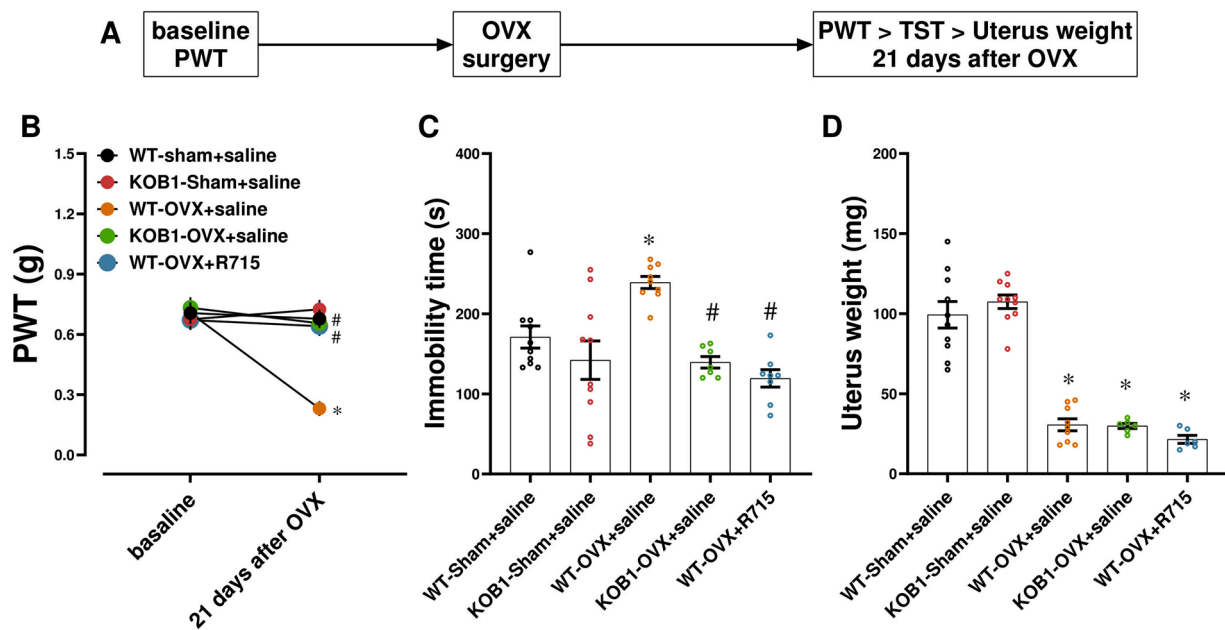 A
baseline
PWT
OVX
surgery
PWT > TST > Uterus weight
21 days after OVX
B
PWT (g)
1.5
1.2
0.9
0.6
0.3
0.0
WT-sham+saline
KOB1-Sham+saline
WT-OVX+saline
KOB1-OVX+saline
WT-OVX+R715
#
#
*
basaline
21 days after OVX
C
Immobility time (s)
400
300
200
100
0
*
#
#
WT-Sham+saline
KOB1-Sham+saline
WT-OVX+saline
KOB1-OVX+saline
WT-OVX+R715
D
Uterus weight (mg)
200
150
100
50
0
*
*
*
WT-Sham+saline
KOB1-Sham+saline
WT-OVX+saline
KOB1-OVX+saline
WT-OVX+R715